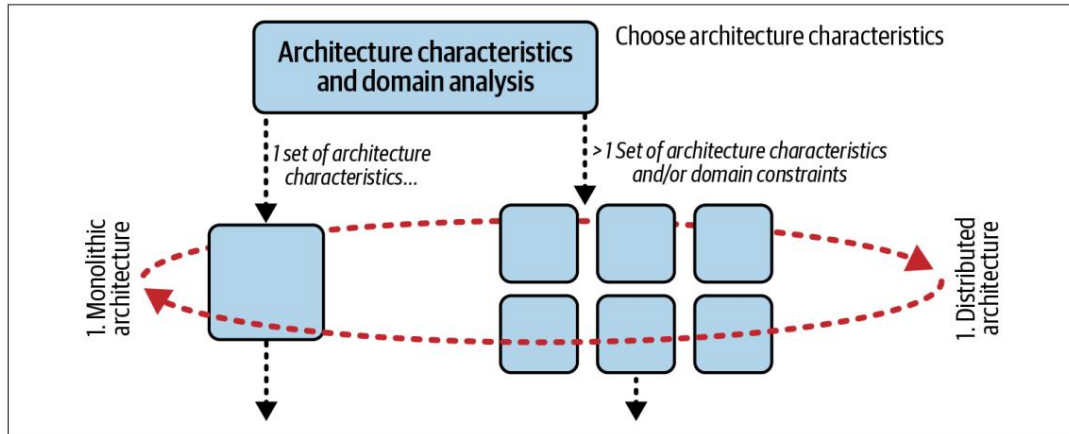 Architecture characteristics
and domain analysis
Choose architecture characteristics
1 set of architecture
characteristics...
>1 Set of architecture characteristics
and/or domain constraints
1. Monolithic
architecture
1. Distributed
architecture